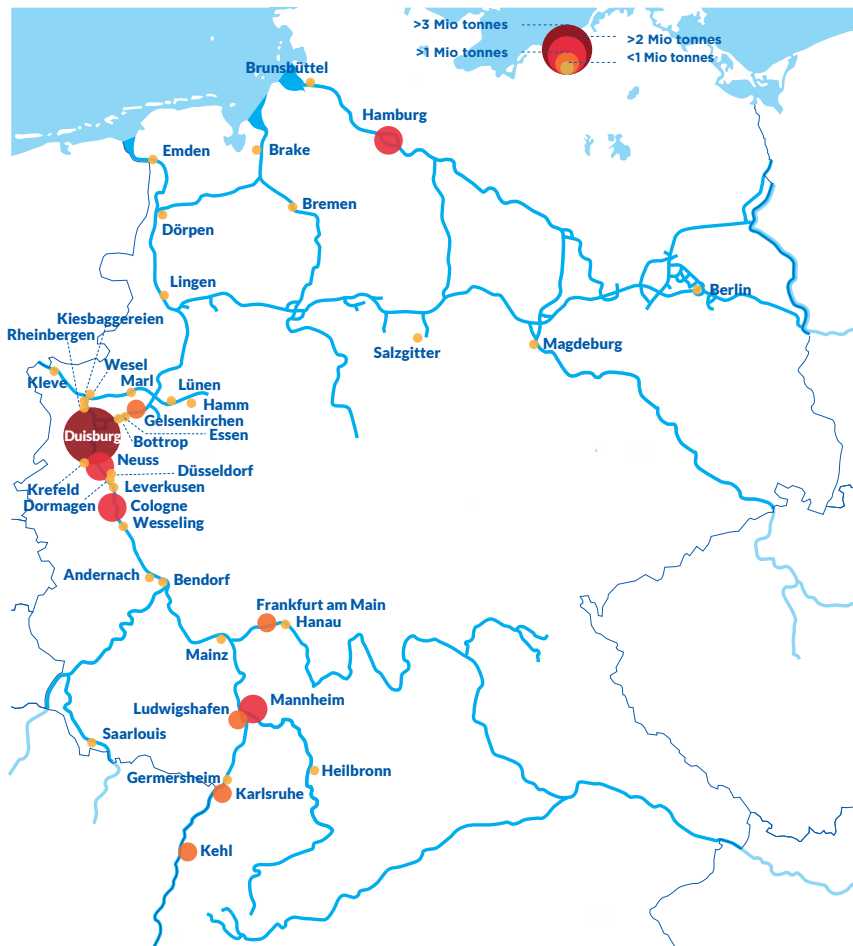 >3 Mio tonnes
>2 Mio tonnes
>1 Mio tonnes
<1 Mio tonnes
Brunsbüttel
Hamburg
Emden
Brake
Bremen
Dörpen
Lingen
Berlin
Kiesbaggereien
Rheinbergen
Salzgitter
Magdeburg
Wesel
Kleve
Marl
Lünen
Hamm
Gelsenkirchen
Duisburg
Essen
Bottrop
Neuss
Düsseldorf
Krefeld
Leverkusen
Dormagen
Cologne
Wesseling
Andernach
Bendorf
Frankfurt am Main
Hanau
Mainz
Mannheim
Ludwigshafen
Saarlouis
Heilbronn
Germersheim
Karlsruhe
Kehl